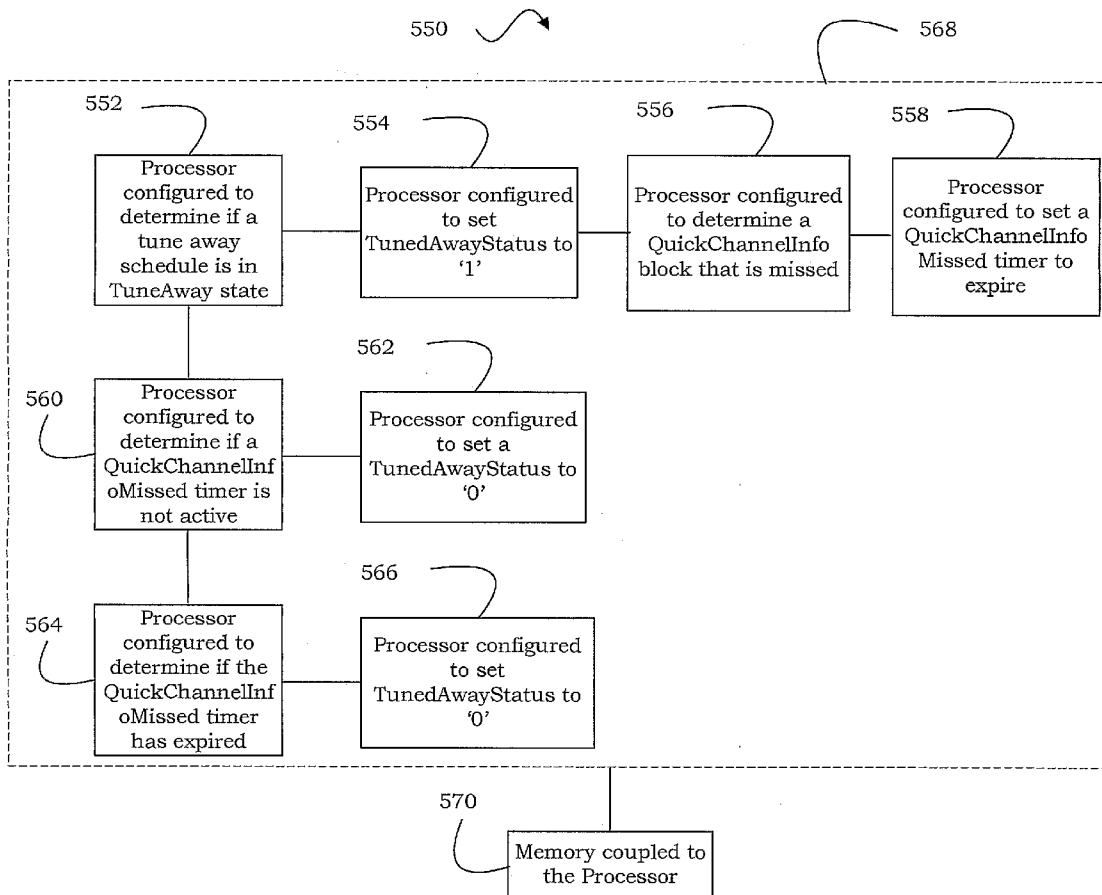 550
568
552
554
556
558
Processor
configured to
determine if a
tune away
schedule is in
TuneAway state
Processor configured
to set
TunedAwayStatus to
‘1’
Processor configured
to determine a
QuickChannelInfo
block that is missed
Processor
configured to set a
QuickChannelInfo
Missed timer to
expire
560
562
Processor
configured to
determine if a
QuickChannelInf
oMissed timer is
not active
Processor configured
to set a
TunedAwayStatus to
‘0’
564
566
Processor
configured to
determine if the
QuickChannelInf
oMissed timer
has expired
Processor configured
to set
TunedAwayStatus to
‘0’
570
Memory coupled to
the Processor